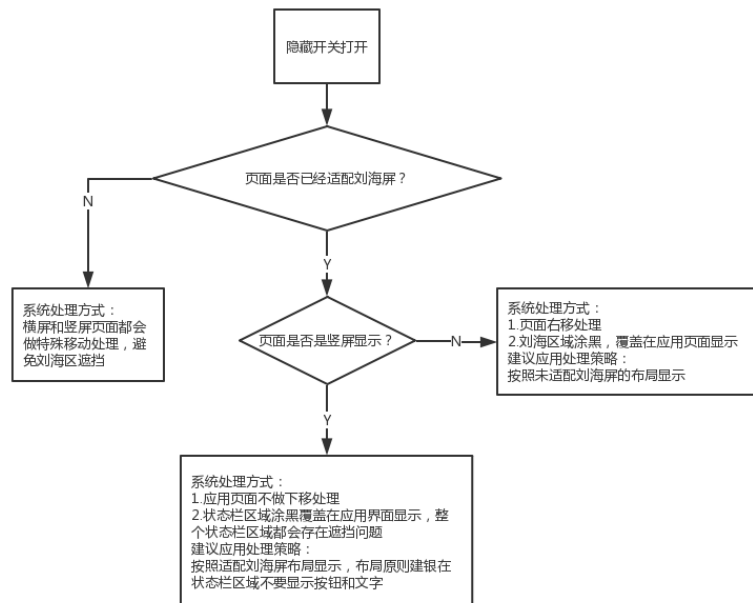 隐藏开关打开
页面是否已经适配刘海屏？
N
Y
系统处理方式：
横屏和竖屏页面都会
做特殊移动处理，避
免刘海区遮挡
页面是否是竖屏显示？
N
系统处理方式：
1.页面右移处理
2.刘海区域涂黑，覆盖在应用页面显示
建议应用处理策略：
按照未适配刘海屏的布局显示
Y
系统处理方式：
1.应用页面不做下移处理
2.状态栏区域涂黑覆盖在应用界面显示，整
个状态栏区域都会存在遮挡问题
建议应用处理策略：
按照适配刘海屏布局显示，布局原则建银在
状态栏区域不要显示按钮和文字